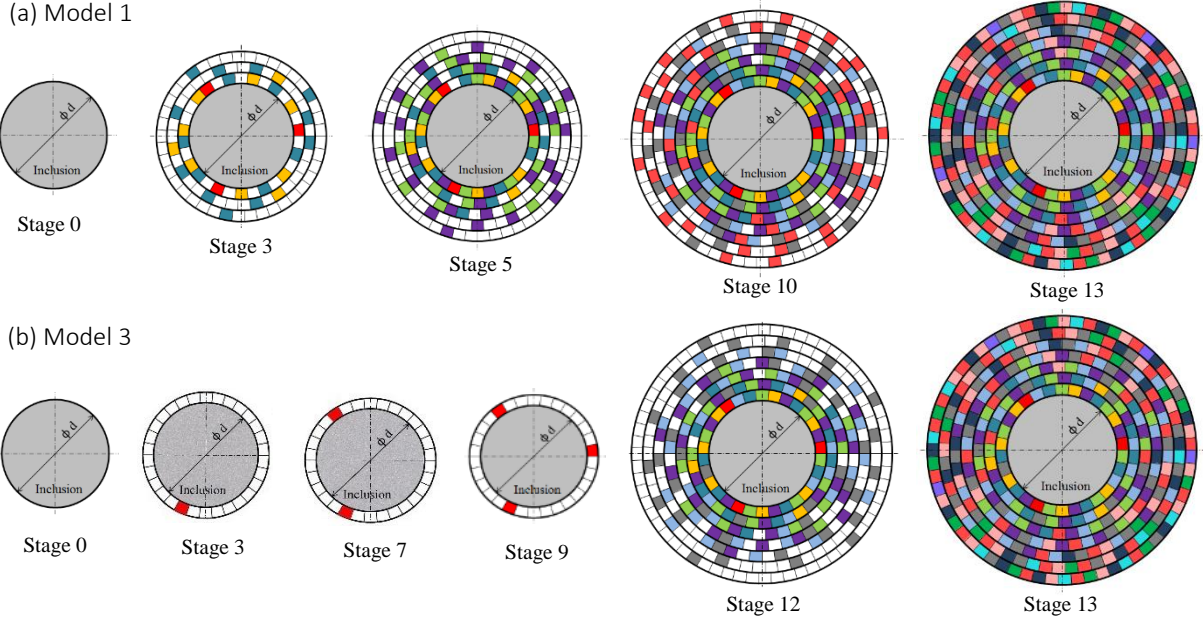 (a) Model 1
ϕ d
ϕ d
ϕ d
ϕ d
ϕ d
Inclusion
Inclusion
Inclusion
Inclusion
Inclusion
Stage 0
Stage 3
Stage 5
Stage 10
Stage 13
(b) Model 3
ϕ d
ϕ d
ϕ d
ϕ d
ϕ d
ϕ d
Inclusion
Inclusion
Inclusion
Inclusion
Inclusion
Inclusion
Stage 0
Stage 3
Stage 7
Stage 9
Stage 12
Stage 13